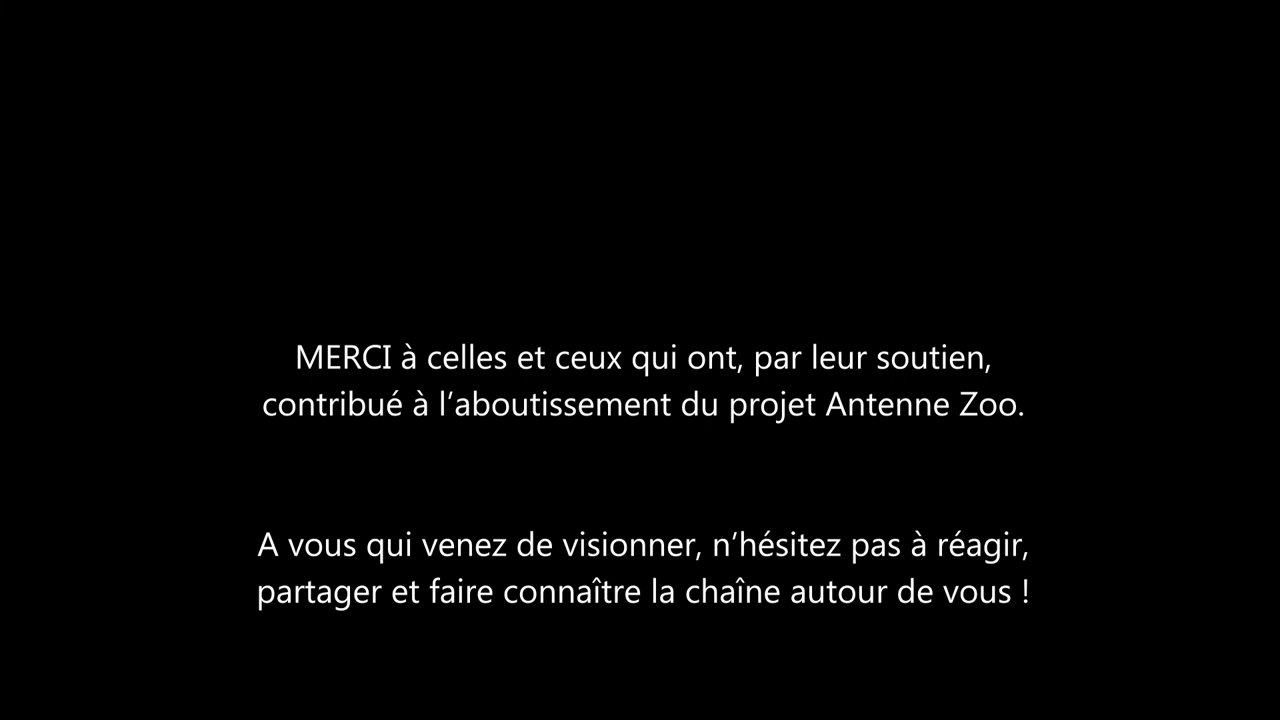 MERCI à celles et ceux qui ont, par leur soutien,
contribué à l’aboutissement du projet Antenne Zoo.
A vous qui venez de visionner, n’hésitez pas à réagir,
partager et faire connaître la chaîne autour de vous !